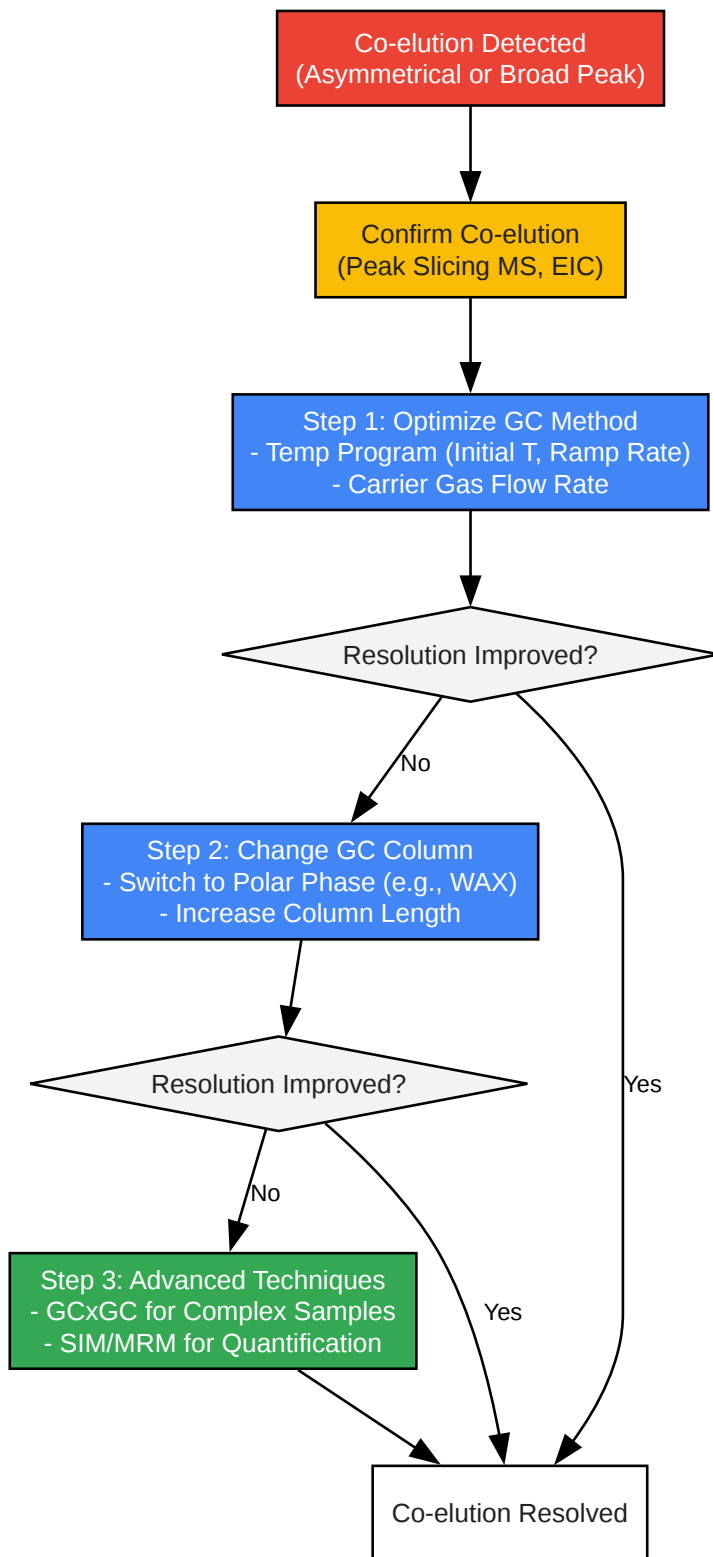 Co-elution Detected
(Asymmetrical or Broad Peak)
Confirm Co-elution
(Peak Slicing MS, EIC)
Step 1: Optimize GC Method
- Temp Program (Initial T, Ramp Rate)
- Carrier Gas Flow Rate
Resolution Improved?
No
Step 2: Change GC Column
- Switch to Polar Phase (e.g., WAX)
- Increase Column Length
Resolution Improved?
Yes
No
Step 3: Advanced Techniques
- GCxGC for Complex Samples
- SIM/MRM for Quantification
Yes
Co-elution Resolved